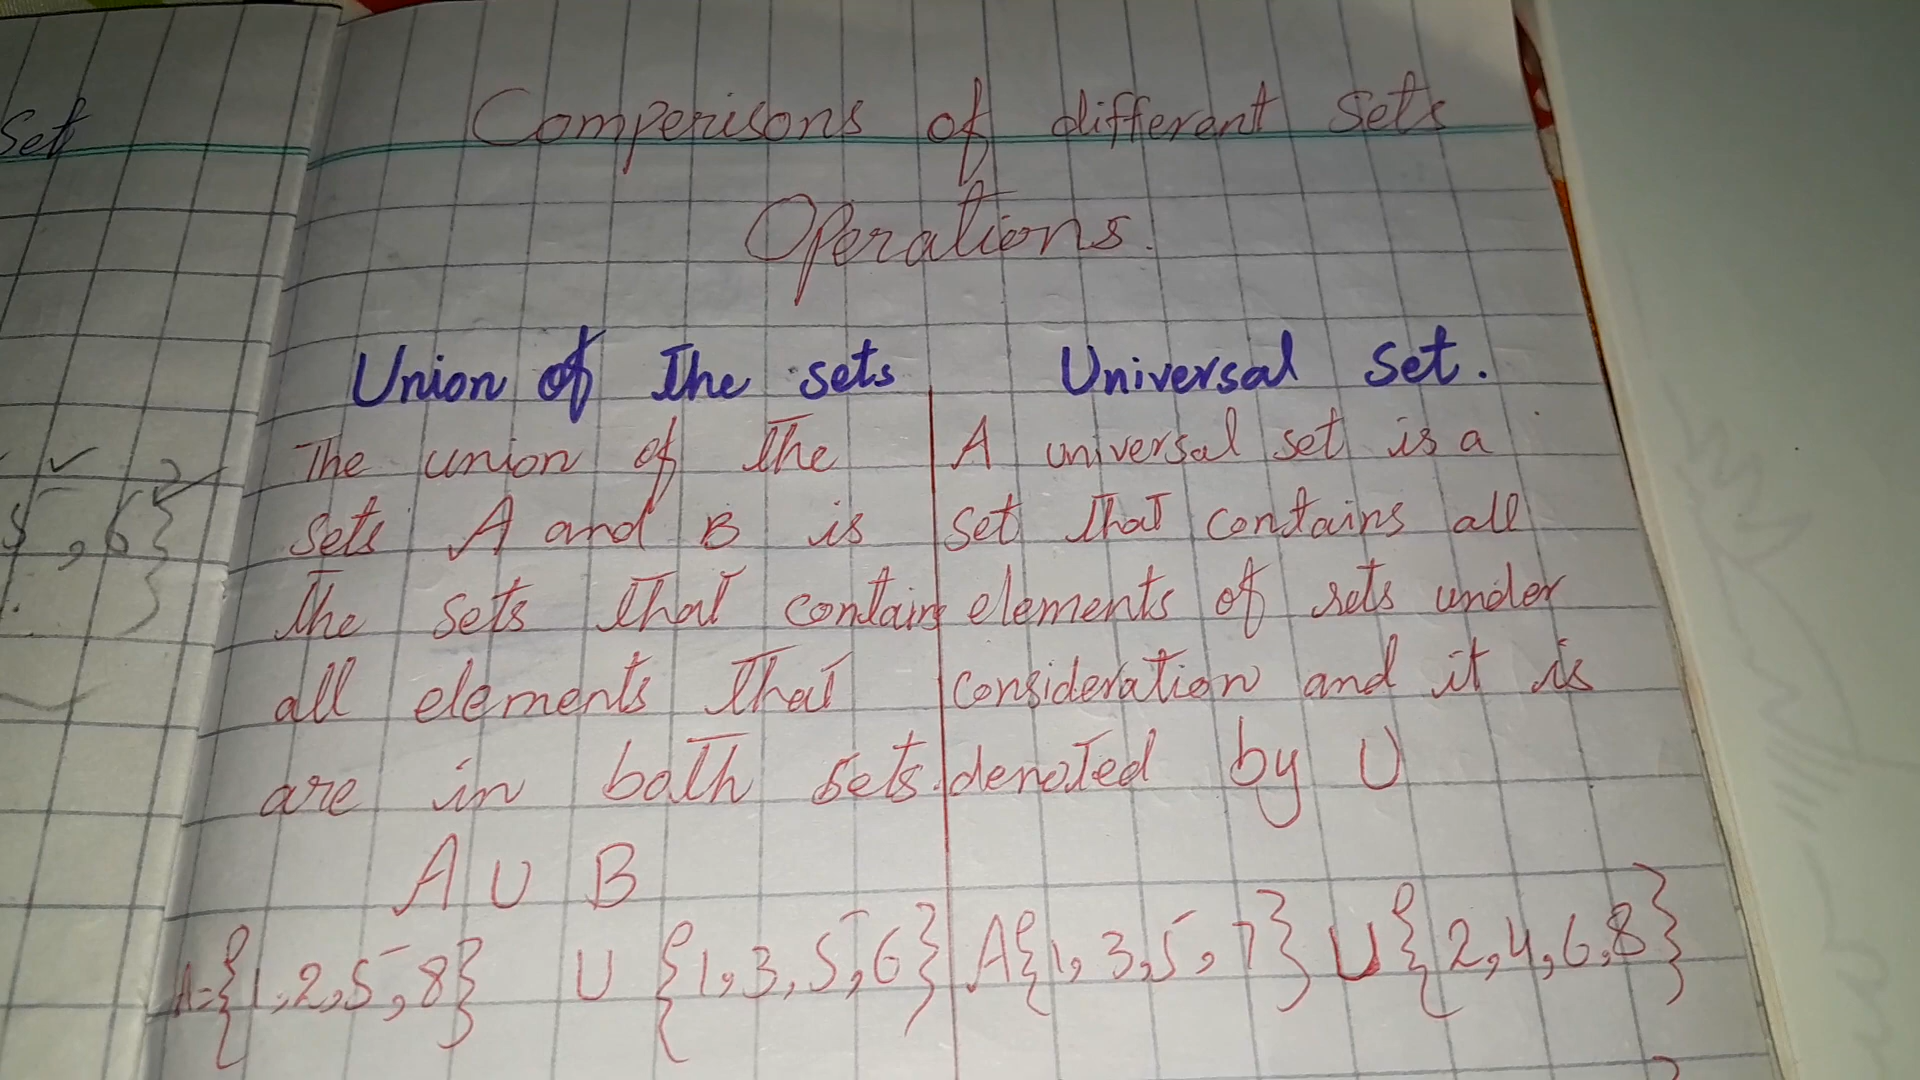 Set
Comperisons of different sets
Operations.
Union of The sets
The union of The
sets A and B is
The sets That contains
all elements That
are in both sets.
A U B
A={1,2,5,8} U {1,3,5,6}
Universal Set.
A universal set is a
set That contains all
elements of sets under
consideration and it is
denoted by U
A{1,3,5,7} U {2,4,6,8}
5,6}